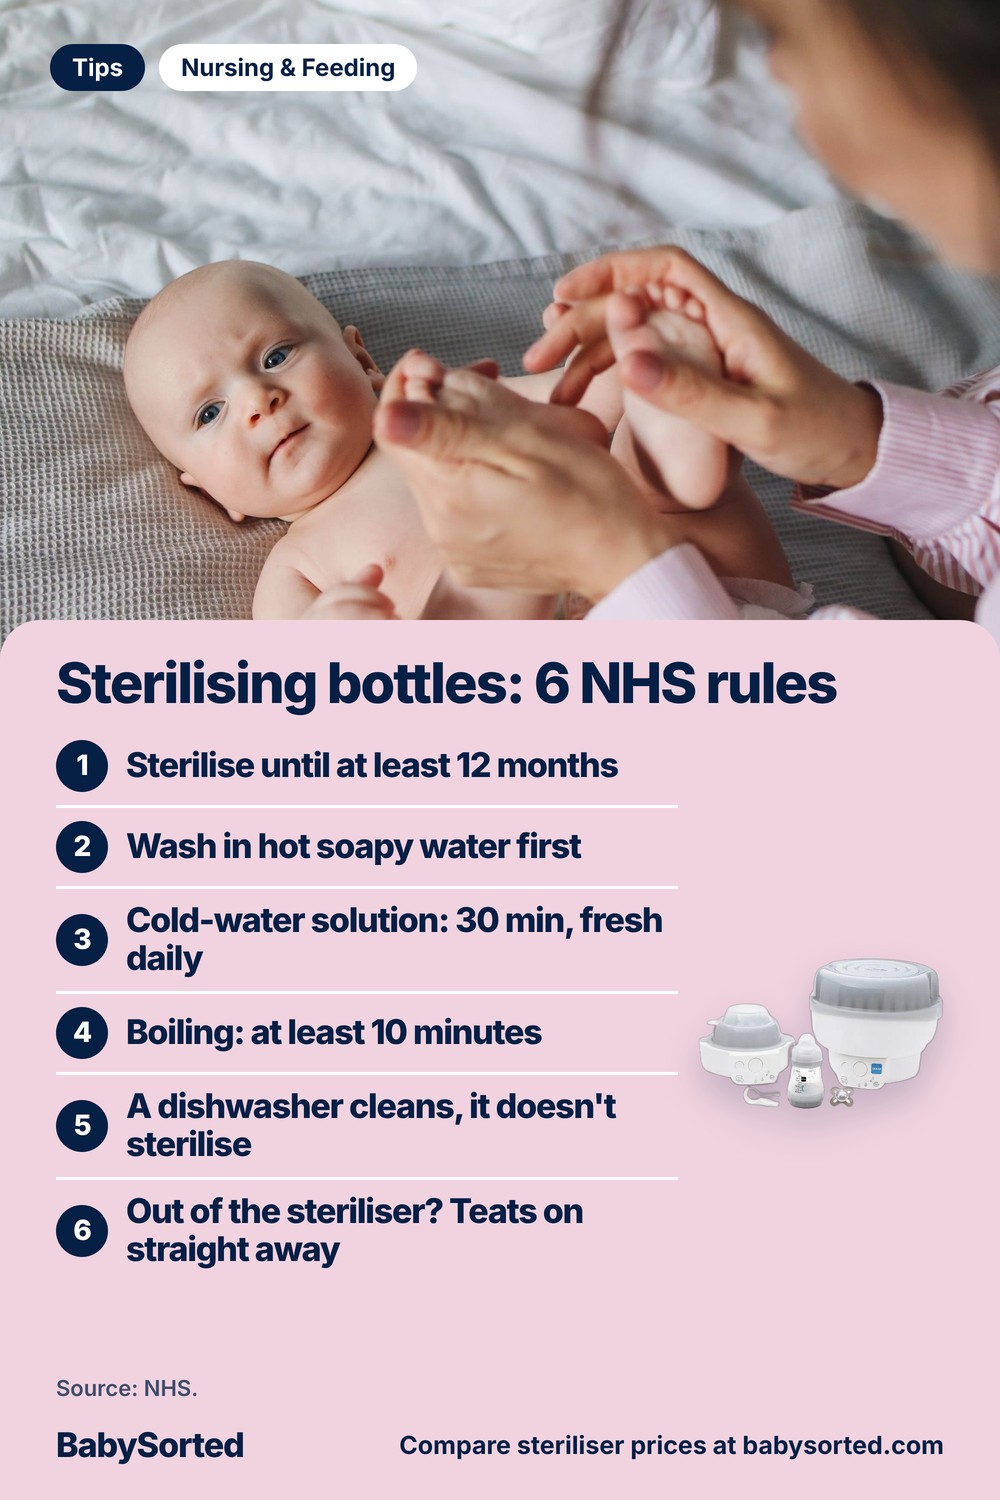 Tips
Nursing & Feeding
Sterilising bottles: 6 NHS rules
1 Sterilise until at least 12 months
2 Wash in hot soapy water first
3 Cold-water solution: 30 min, fresh
daily
4 Boiling: at least 10 minutes
5 A dishwasher cleans, it doesn't
sterilise
6 Out of the steriliser? Teats on
straight away
Source: NHS.
BabySorted
Compare steriliser prices at babysorted.com